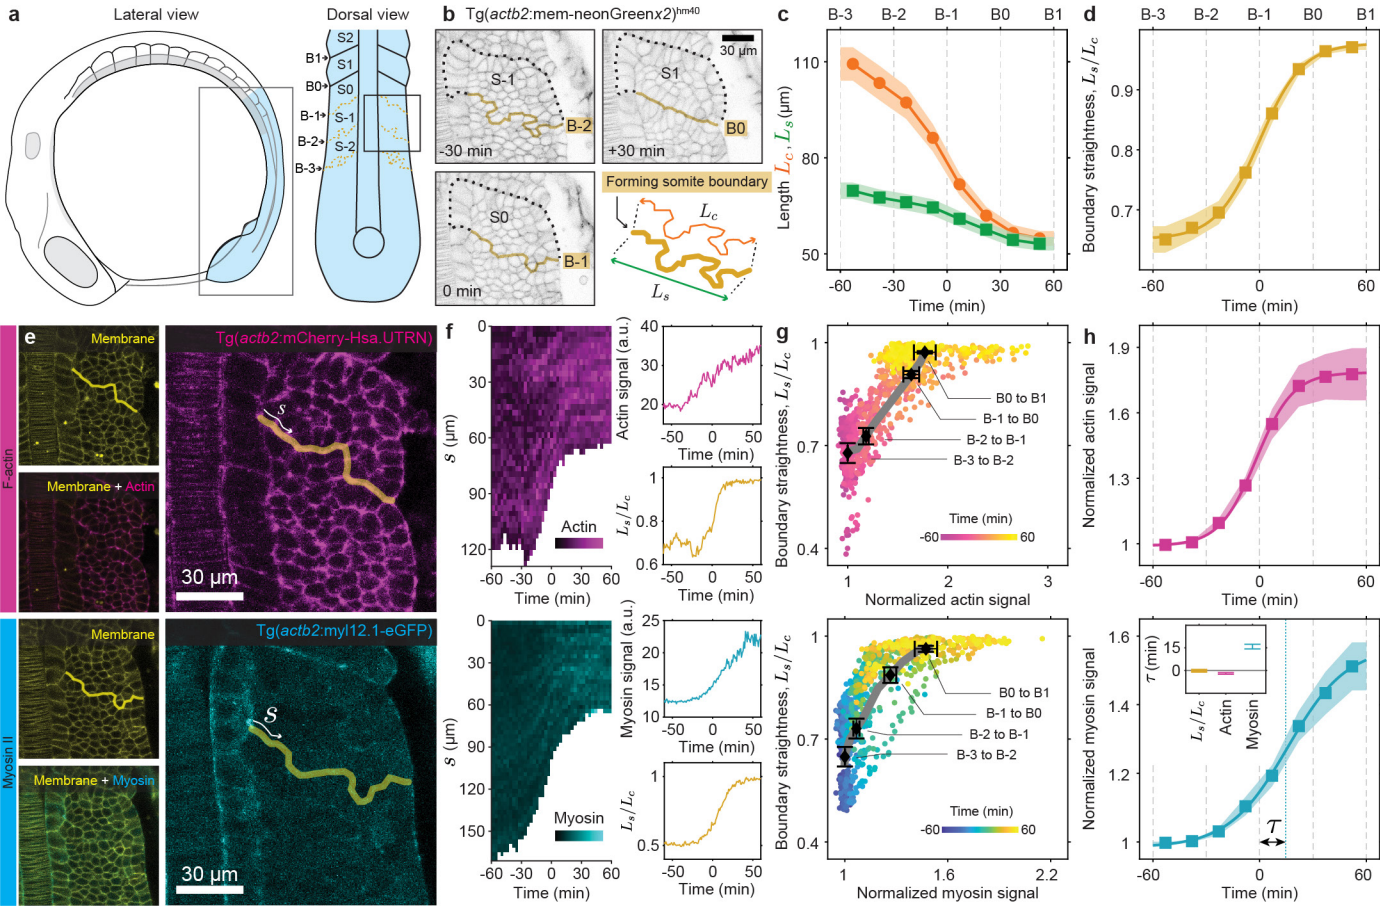 a
Lateral view
Dorsal view
S2
B1
S1
B0
S0
B-1
S-1
B-2
S-2
B-3
b
Tg(actb2:mem-neonGreenx2)hm40
30 µm
S-1
B-2
-30 min
S1
B0
+30 min
S0
B-1
0 min
Forming somite boundary
Lc
Ls
c
B-3 B-2 B-1 B0 B1
Length Lc , Ls (µm)
110
80
50
-60 -30 0 30 60
Time (min)
d
B-3 B-2 B-1 B0 B1
Boundary straightness, Ls/Lc
0.9
0.8
0.7
-60 -30 0 30 60
Time (min)
e
F-actin
Membrane
Membrane + Actin
Tg(actb2:mCherry-Hsa.UTRN)
s
30 µm
Myosin II
Membrane
Membrane + Myosin
Tg(actb2:myl12.1-eGFP)
s
30 µm
f
s (µm)
0
30
60
90
120
Actin
-60 -30 0 30 60
Time (min)
Actin signal (a.u.)
40
30
20
-50 0 50
Time (min)
Ls/Lc
1
0.8
0.6
-50 0 50
Time (min)
s (µm)
0
30
60
90
120
150
Myosin
-60 -30 0 30 60
Time (min)
Myosin signal (a.u.)
25
20
15
10
-50 0 50
Time (min)
Ls/Lc
1
0.5
-50 0 50
Time (min)
g
Boundary straightness, Ls/Lc
1
0.7
0.4
B0 to B1
B-1 to B0
B-2 to B-1
B-3 to B-2
Time (min)
-60 60
1 2 3
Normalized actin signal
Boundary straightness, Ls/Lc
1
0.7
0.4
B0 to B1
B-1 to B0
B-2 to B-1
B-3 to B-2
Time (min)
-60 60
1 1.6 2.2
Normalized myosin signal
h
Normalized actin signal
1.9
1.6
1.3
1
-60 0 60
Time (min)
Normalized myosin signal
1.6
1.4
1.2
1
τ (min)
15
0
Ls/Lc
Actin
Myosin
τ
-60 0 60
Time (min)